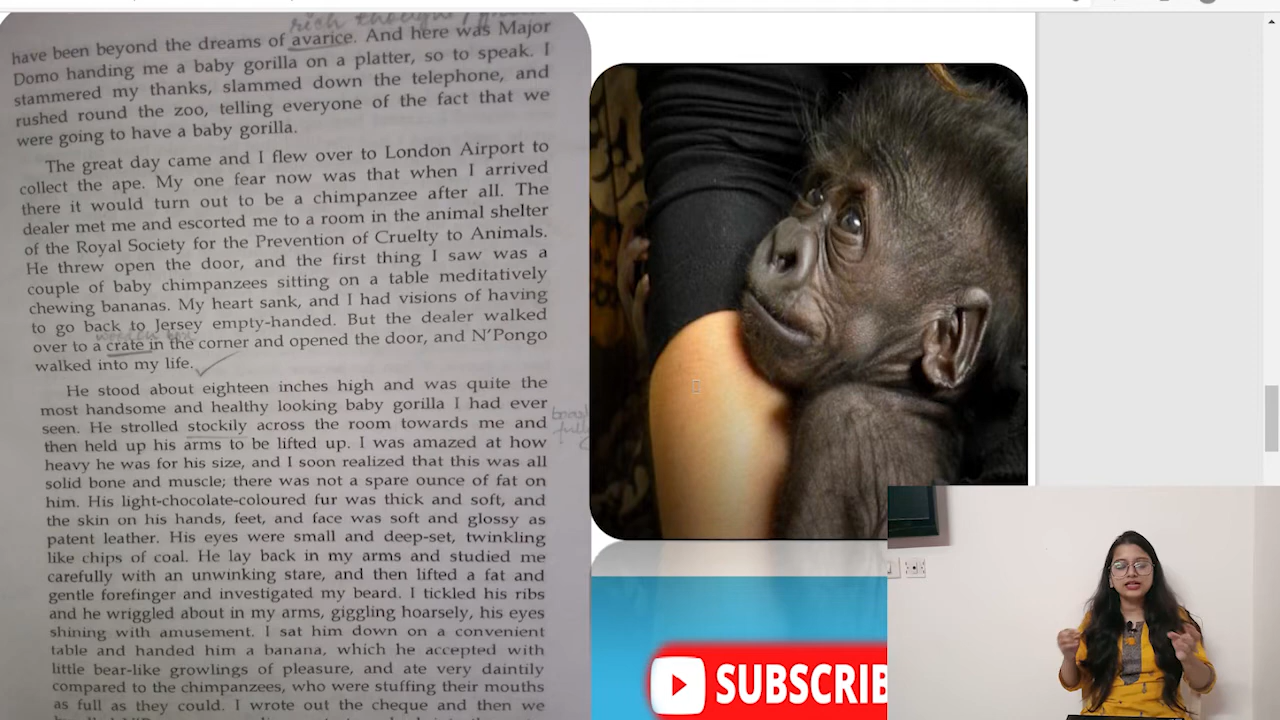 rich thought
have been beyond the dreams of avarice. And here was Major
Domo handing me a baby gorilla on a platter, so to speak. I
stammered my thanks, slammed down the telephone, and
rushed round the zoo, telling everyone of the fact that we
were going to have a baby gorilla.
The great day came and I flew over to London Airport to
collect the ape. My one fear now was that when I arrived
there it would turn out to be a chimpanzee after all. The
dealer met me and escorted me to a room in the animal shelter
of the Royal Society for the Prevention of Cruelty to Animals.
He threw open the door, and the first thing I saw was a
couple of baby chimpanzees sitting on a table meditatively
chewing bananas. My heart sank, and I had visions of having
to go back to Jersey empty-handed. But the dealer walked
wooden box
over to a crate in the corner and opened the door, and N'Pongo
walked into my life.
He stood about eighteen inches high and was quite the
most handsome and healthy looking baby gorilla I had ever
seen. He strolled stockily across the room towards me and
then held up his arms to be lifted up. I was amazed at how
heavy he was for his size, and I soon realized that this was all
solid bone and muscle; there was not a spare ounce of fat on
him. His light-chocolate-coloured fur was thick and soft, and
the skin on his hands, feet, and face was soft and glossy as
patent leather. His eyes were small and deep-set, twinkling
like chips of coal. He lay back in my arms and studied me
carefully with an unwinking stare, and then lifted a fat and
gentle forefinger and investigated my beard. I tickled his ribs
and he wriggled about in my arms, giggling hoarsely, his eyes
shining with amusement. I sat him down on a convenient
table and handed him a banana, which he accepted with
little bear-like growlings of pleasure, and ate very daintily
compared to the chimpanzees, who were stuffing their mouths
as full as they could. I wrote out the cheque and then we
SUBSCRIB